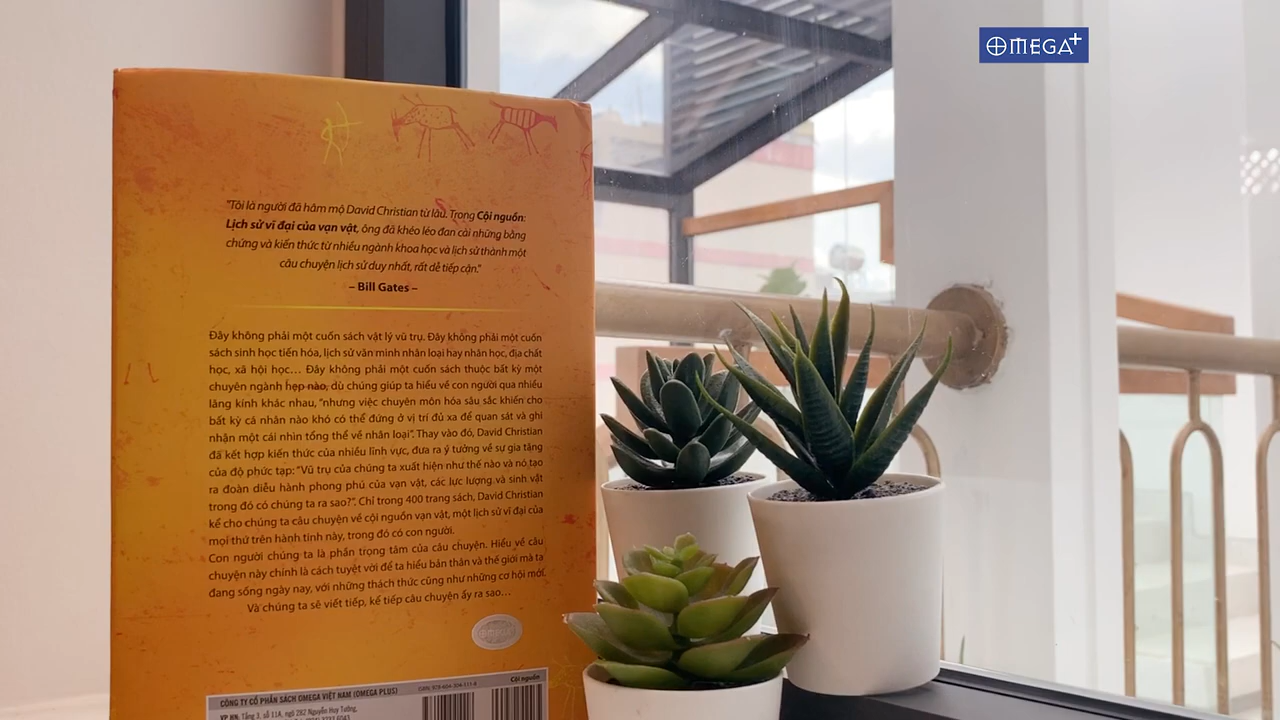 OMEGA+
"Tôi là người đã hâm mộ David Christian từ lâu. Trong Cội nguồn:
Lịch sử vĩ đại của vạn vật, ông đã khéo léo đan cài những bằng
chứng và kiến thức từ nhiều ngành khoa học và lịch sử thành một
câu chuyện lịch sử duy nhất, rất dễ tiếp cận."
– Bill Gates –
Đây không phải một cuốn sách vật lý vũ trụ. Đây không phải một cuốn
sách sinh học tiến hóa, lịch sử văn minh nhân loại hay nhân học, địa chất
học, xã hội học... Đây không phải một cuốn sách thuộc bất kỳ một
chuyên ngành hẹp nào, dù chúng giúp ta hiểu về con người qua nhiều
lăng kính khác nhau, "nhưng việc chuyên môn hóa sâu sắc khiến cho
bất kỳ cá nhân nào khó có thể đứng ở vị trí đủ xa để quan sát và ghi
nhận một cái nhìn tổng thể về nhân loại". Thay vào đó, David Christian
đã kết hợp kiến thức của nhiều lĩnh vực, đưa ra ý tưởng về sự gia tăng
của độ phức tạp: "Vũ trụ của chúng ta xuất hiện như thế nào và nó tạo
ra đoàn diễu hành phong phú của vạn vật, các lực lượng và sinh vật
trong đó có chúng ta ra sao?". Chỉ trong 400 trang sách, David Christian
kể cho chúng ta câu chuyện về cội nguồn vạn vật, một lịch sử vĩ đại của
mọi thứ trên hành tinh này, trong đó có con người.
Con người chúng ta là phần trọng tâm của câu chuyện. Hiểu về câu
chuyện này chính là cách tuyệt vời để ta hiểu bản thân và thế giới mà ta
đang sống ngày nay, với những thách thức cũng như những cơ hội mới.
Và chúng ta sẽ viết tiếp, kể tiếp câu chuyện ấy ra sao...
OMEGA
CÔNG TY CỔ PHẦN SÁCH OMEGA VIỆT NAM (OMEGA PLUS)
Cội nguồn
VP HN: Tầng 3, số 11A, ngõ 282 Nguyễn Huy Tưởng,